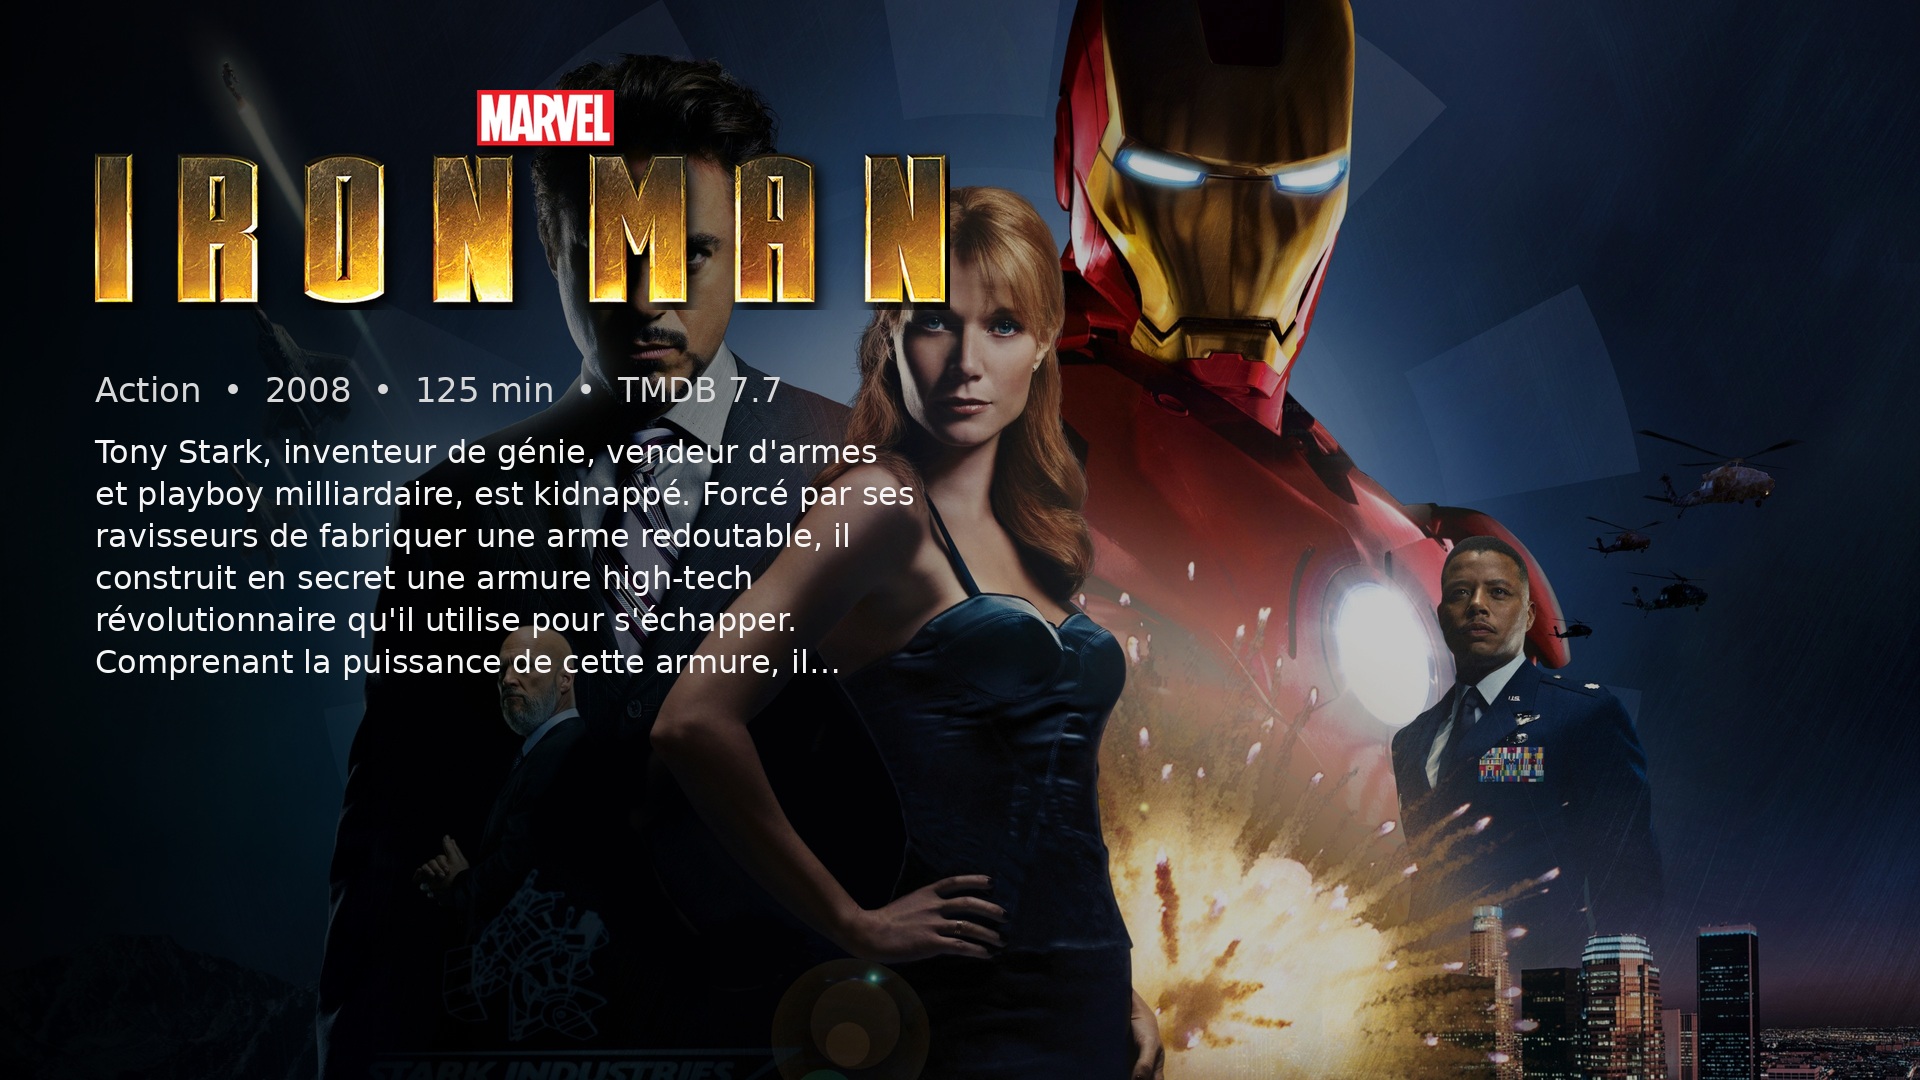 MARVEL
IRON MAN
Action • 2008 • 125 min • TMDB 7.7
Tony Stark, inventeur de génie, vendeur d'armes
et playboy milliardaire, est kidnappé. Forcé par ses
ravisseurs de fabriquer une arme redoutable, il
construit en secret une armure high-tech
révolutionnaire qu'il utilise pour s'échapper.
Comprenant la puissance de cette armure, il...
U.S.
STARK INDUSTRIES